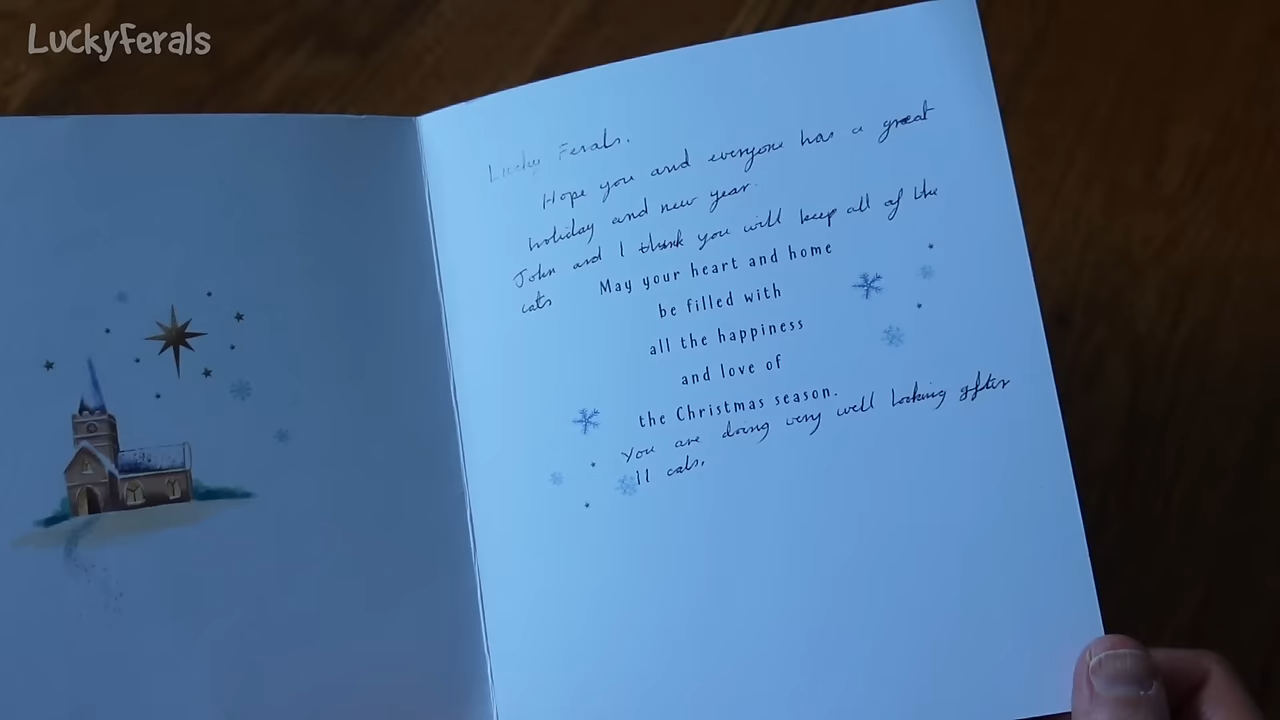 LuckyFerals
Lucky Ferals.
Hope you and everyone has a great
holiday and new year.
John and I think you will keep all of the
cats
May your heart and home
be filled with
all the happiness
and love of
the Christmas season.
You are doing very well looking after
11 cats.